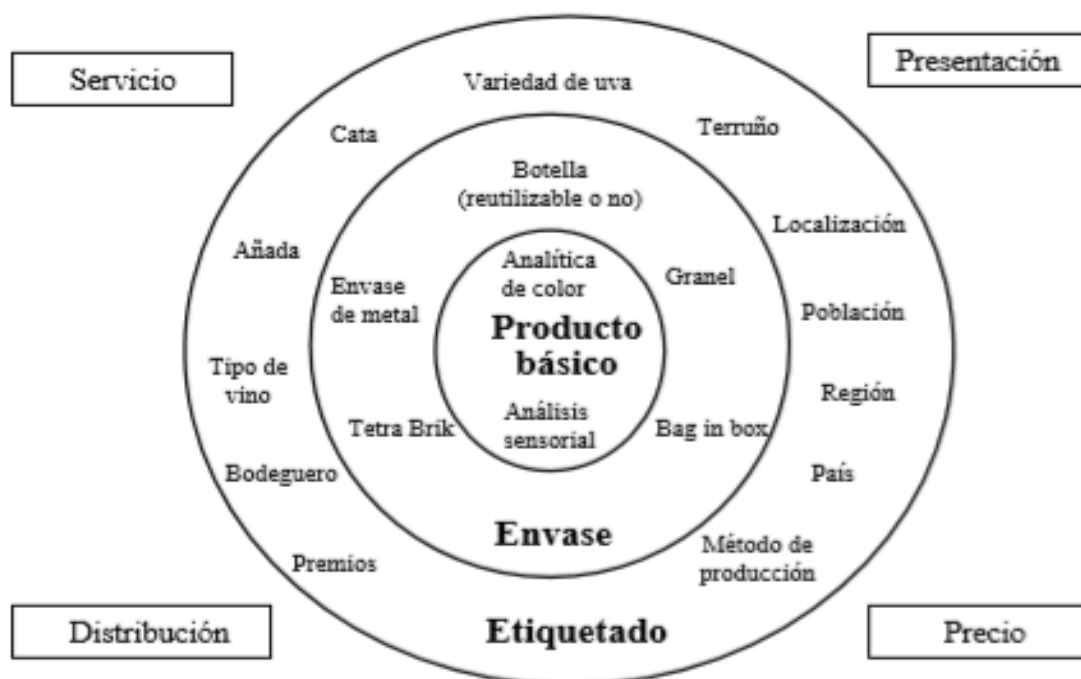 Servicio
Presentación
Variedad de uva
Cata
Terruño
Botella
(reutilizable o no)
Localización
Añada
Analítica
de color
Granel
Envase
de metal
Producto
básico
Población
Tipo de
vino
Región
Tetra Brik
Análisis
sensorial
Bag in box
Bodeguero
País
Envase
Premios
Método de
producción
Etiquetado
Distribución
Precio